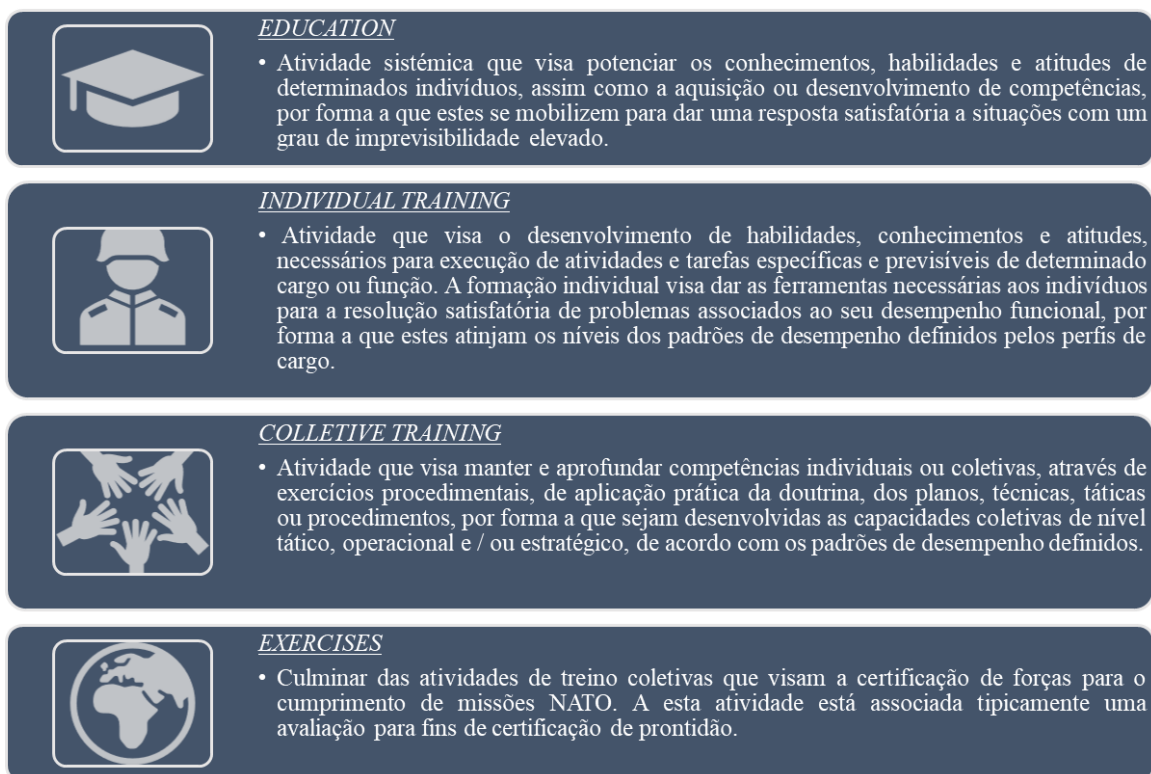 EDUCATION
• Atividade sistémica que visa potenciar os conhecimentos, habilidades e atitudes de
determinados indivíduos, assim como a aquisição ou desenvolvimento de competências,
por forma a que estes se mobilizem para dar uma resposta satisfatória a situações com um
grau de imprevisibilidade elevado.
INDIVIDUAL TRAINING
• Atividade que visa o desenvolvimento de habilidades, conhecimentos e atitudes,
necessários para execução de atividades e tarefas específicas e previsíveis de determinado
cargo ou função. A formação individual visa dar as ferramentas necessárias aos indivíduos
para a resolução satisfatória de problemas associados ao seu desempenho funcional, por
forma a que estes atinjam os níveis dos padrões de desempenho definidos pelos perfis de
cargo.
COLLETIVE TRAINING
• Atividade que visa manter e aprofundar competências individuais ou coletivas, através de
exercícios procedimentais, de aplicação prática da doutrina, dos planos, técnicas, táticas
ou procedimentos, por forma a que sejam desenvolvidas as capacidades coletivas de nível
tático, operacional e / ou estratégico, de acordo com os padrões de desempenho definidos.
EXERCISES
• Culminar das atividades de treino coletivas que visam a certificação de forças para o
cumprimento de missões NATO. A esta atividade está associada tipicamente uma
avaliação para fins de certificação de prontidão.